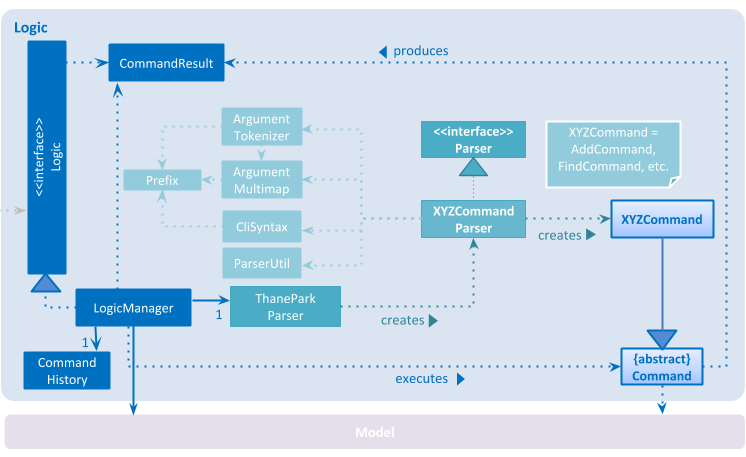 Logic
produces
CommandResult
<<interface>>
Logic
Argument
Tokenizer
<<interface>>
Parser
XYZCommand =
AddCommand,
FindCommand, etc.
Prefix
Argument
Multimap
CliSyntax
XYZCommand
Parser
creates
XYZCommand
ParserUtil
LogicManager
1
ThanePark
Parser
creates
1
Command
History
executes
{abstract}
Command
Model